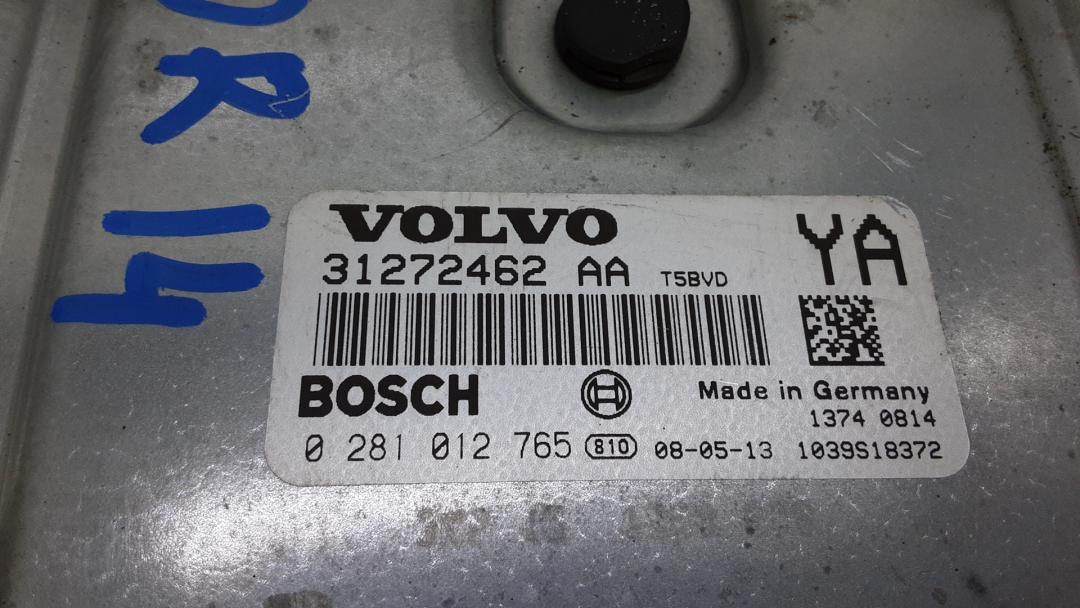 R
14
VOLVO
YA
31272462 AA T5BVD
BOSCH
Made in Germany
1374 0814
0 281 012 765 810 08-05-13 1039S18372